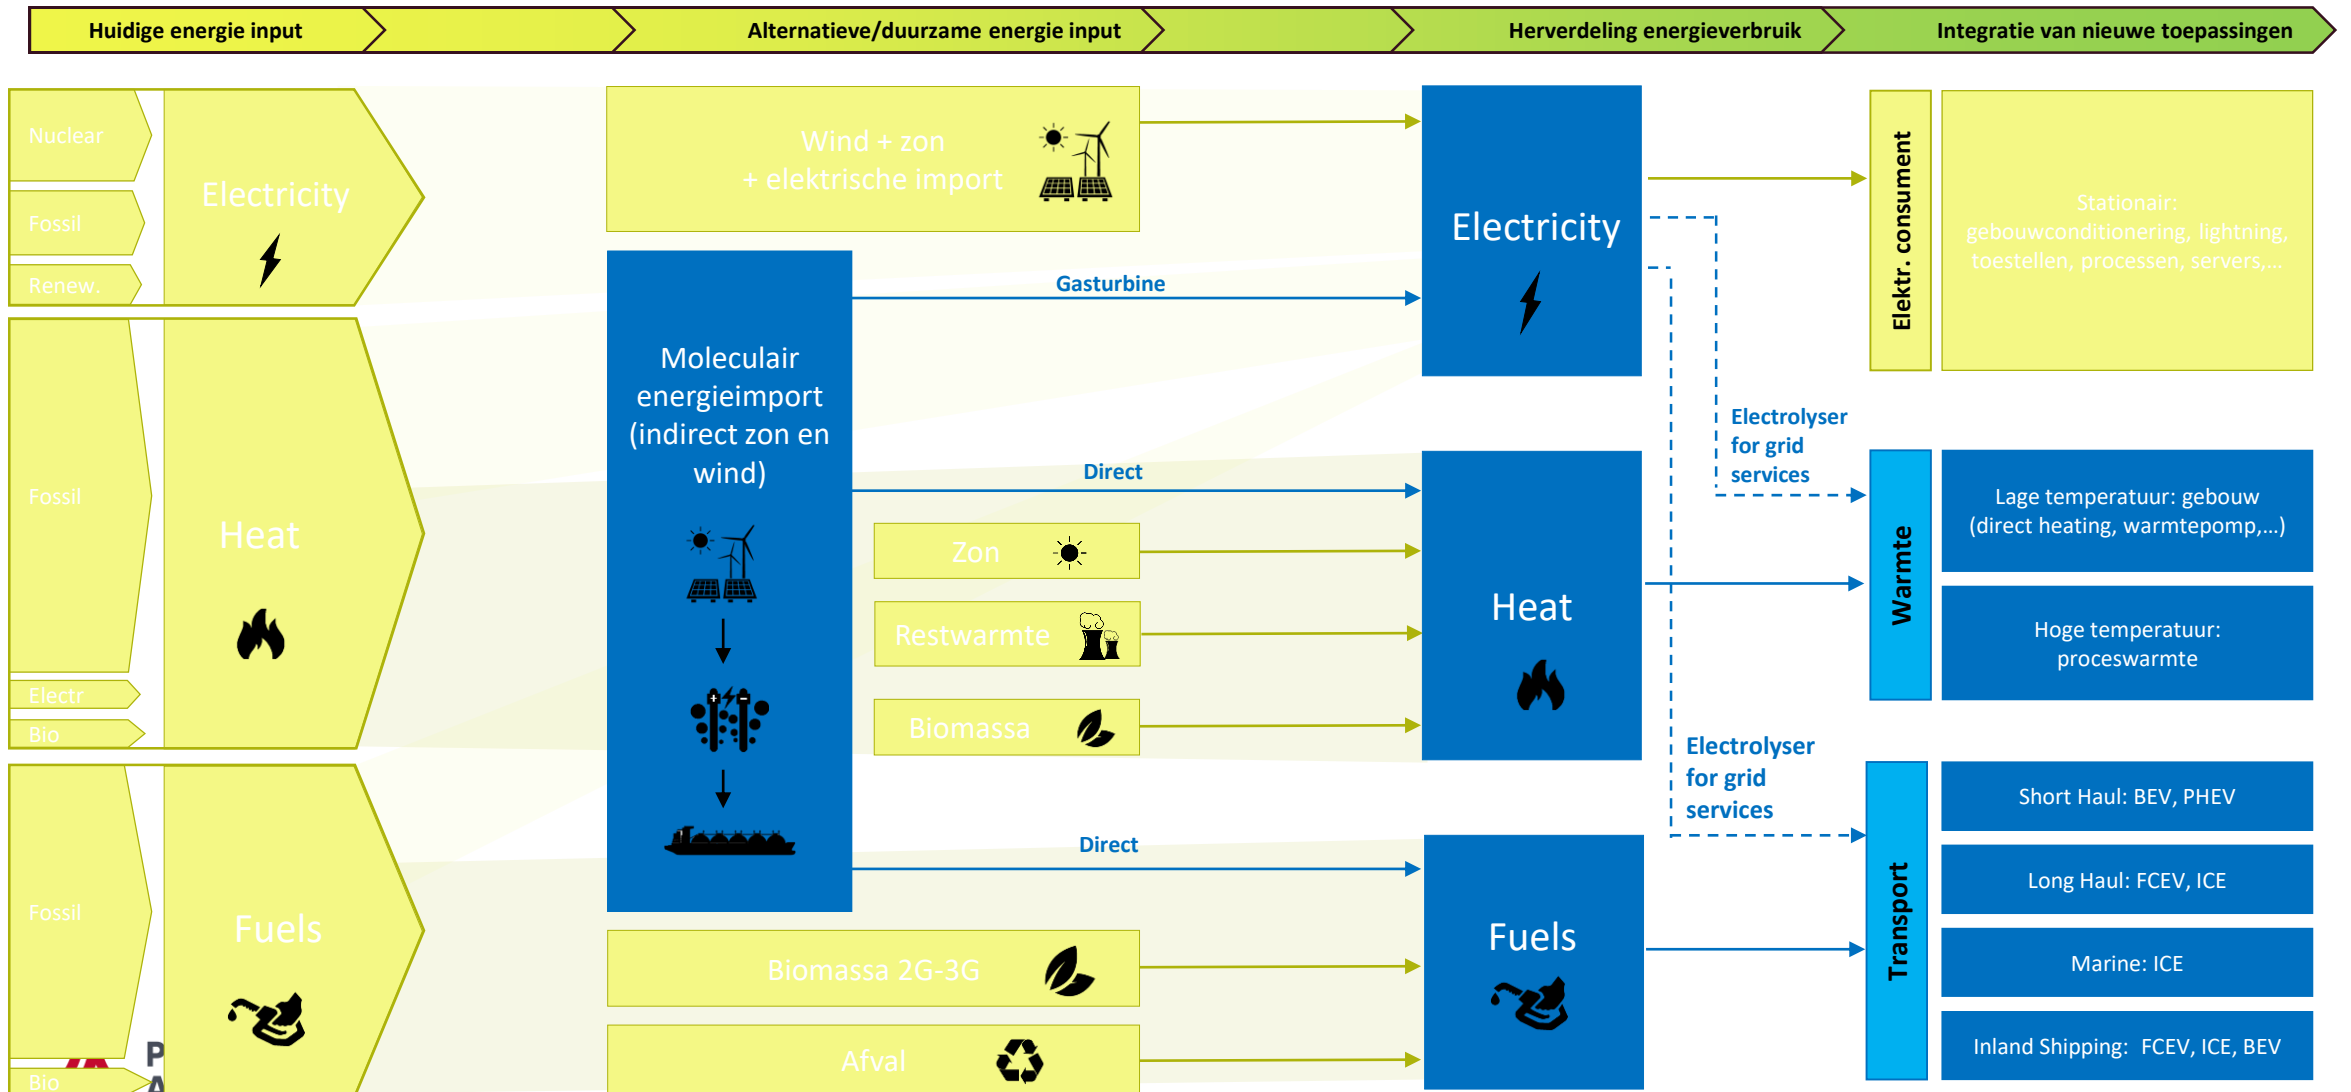 Huidige energie input
Alternatieve/duurzame energie input
Herverdeling energieverbruik
Integratie van nieuwe toepassingen
Nuclear
Fossil
Renew.
Electricity
Fossil
Electr
Bio
Heat
Fossil
Bio
Fuels
P
A
Wind + zon
+ elektrische import
Moleculair
energieimport
(indirect zon en
wind)
Gasturbine
Direct
Zon
Restwarmte
Biomassa
Direct
Biomassa 2G-3G
Afval
Electricity
Heat
Fuels
Electrolyser
for grid
services
Electrolyser
for grid
services
Elektr. consument
Stationair:
gebouwconditionering, lightning,
toestellen, processen, servers,...
Warmte
Lage temperatuur: gebouw
(direct heating, warmtepomp,...)
Hoge temperatuur:
proceswarmte
Transport
Short Haul: BEV, PHEV
Long Haul: FCEV, ICE
Marine: ICE
Inland Shipping: FCEV, ICE, BEV